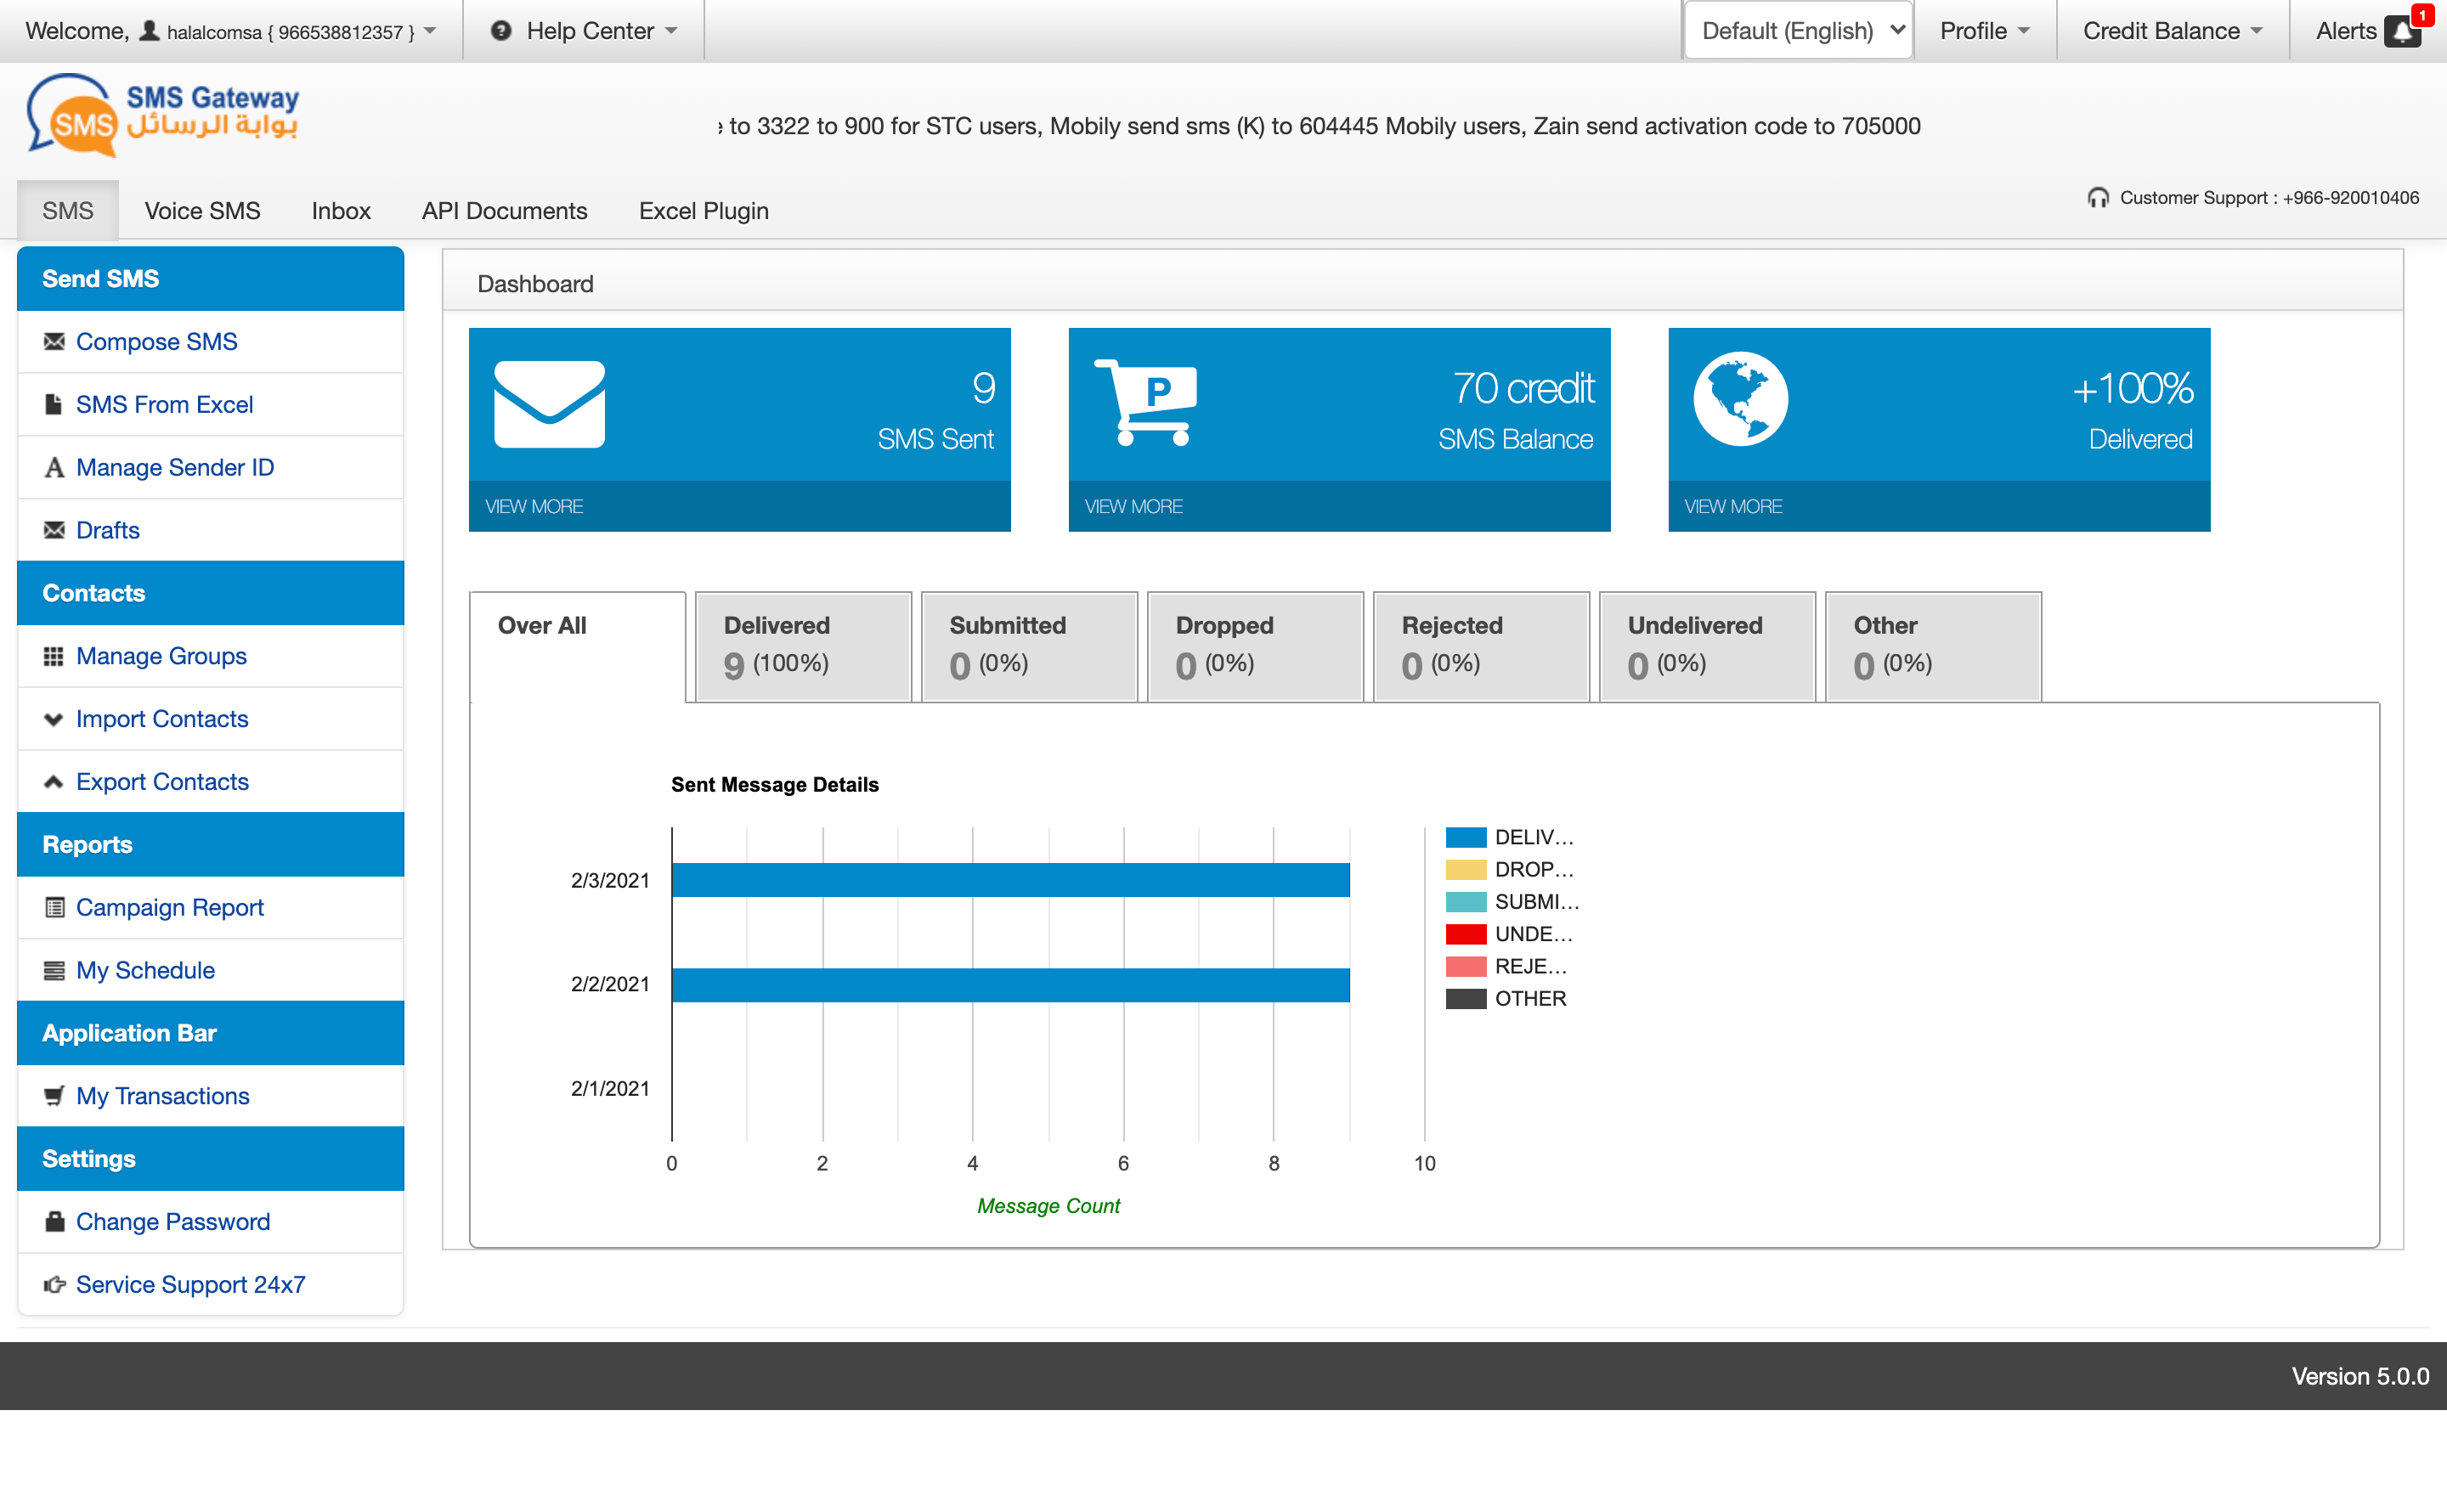 Welcome, halalcomsa { 966538812357 }
Help Center
Default (English)
Profile
Credit Balance
Alerts
1
SMS
SMS Gateway
بوابة الرسائل
to 3322 to 900 for STC users, Mobily send sms (K) to 604445 Mobily users, Zain send activation code to 705000
SMS
Voice SMS
Inbox
API Documents
Excel Plugin
Customer Support : +966-920010406
Send SMS
Compose SMS
SMS From Excel
Manage Sender ID
Drafts
Contacts
Manage Groups
Import Contacts
Export Contacts
Reports
Campaign Report
My Schedule
Application Bar
My Transactions
Settings
Change Password
Service Support 24x7
Dashboard
9
SMS Sent
VIEW MORE
P
70 credit
SMS Balance
VIEW MORE
+100%
Delivered
VIEW MORE
Over All
Delivered
9 (100%)
Submitted
0 (0%)
Dropped
0 (0%)
Rejected
0 (0%)
Undelivered
0 (0%)
Other
0 (0%)
Sent Message Details
2/3/2021
2/2/2021
2/1/2021
0 2 4 6 8 10
Message Count
DELIV...
DROP...
SUBMI...
UNDE...
REJE...
OTHER
Version 5.0.0